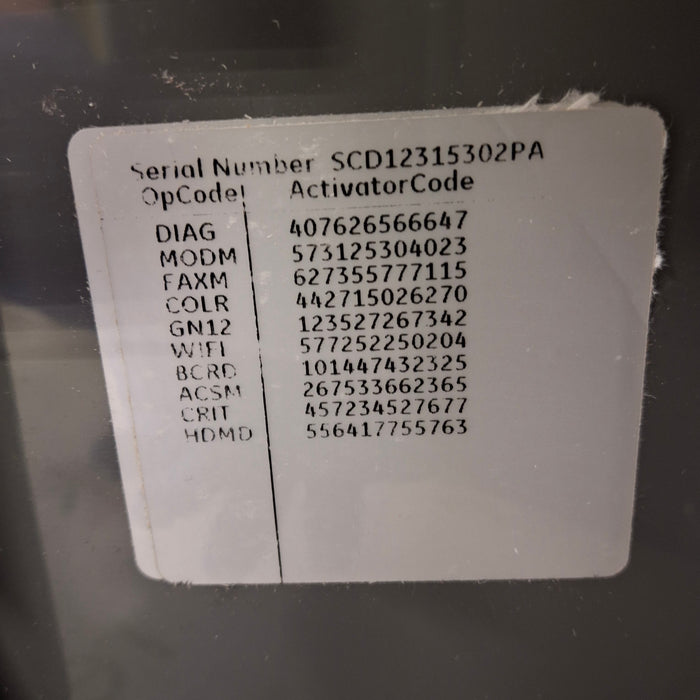 Serial Number SCD12315302PA
OpCode ActivatorCode
DIAG 407626566647
MODM 573125304023
FAXM 627355777115
COLR 442715026270
GN12 123527267342
WIFI 577252250204
BCRD 101447432325
ACSM 267533662365
CRIT 457234527677
HDMD 556417755763